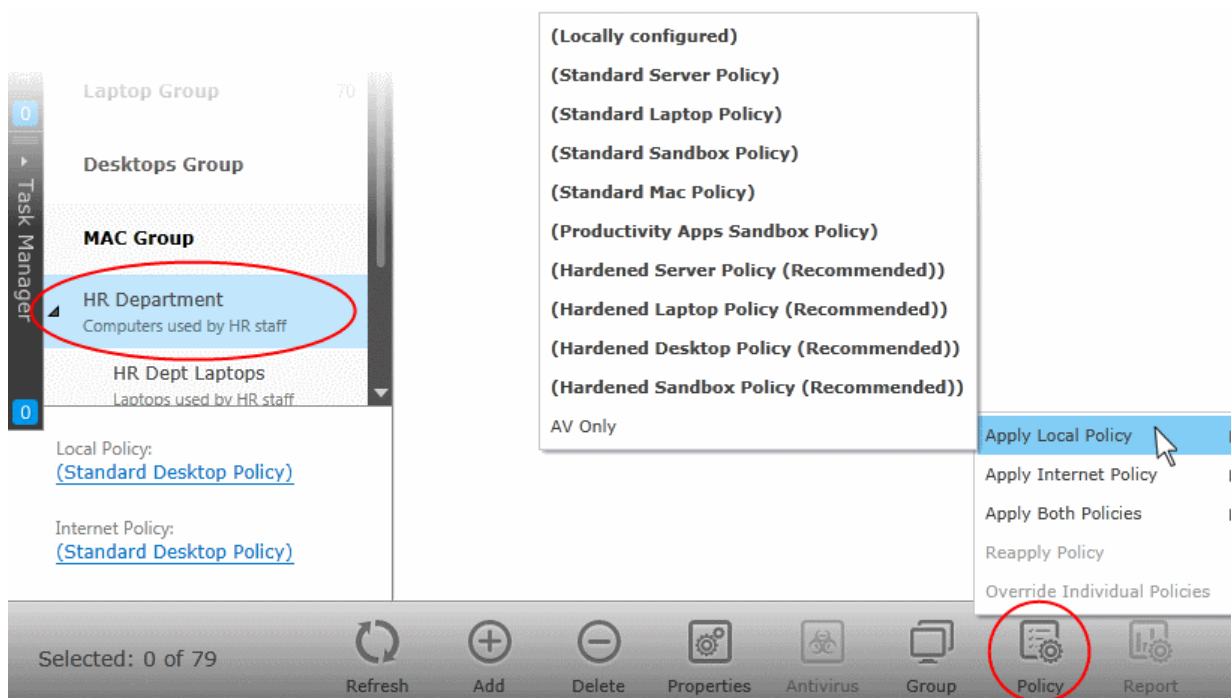 Laptop Group 70
Desktops Group
MAC Group
HR Department
Computers used by HR staff
HR Dept Laptops
Laptops used by HR staff
0
Task Manager
0
Local Policy:
(Standard Desktop Policy)
Internet Policy:
(Standard Desktop Policy)
(Locally configured)
(Standard Server Policy)
(Standard Laptop Policy)
(Standard Sandbox Policy)
(Standard Mac Policy)
(Productivity Apps Sandbox Policy)
(Hardened Server Policy (Recommended))
(Hardened Laptop Policy (Recommended))
(Hardened Desktop Policy (Recommended))
(Hardened Sandbox Policy (Recommended))
AV Only
Apply Local Policy
Apply Internet Policy
Apply Both Policies
Reapply Policy
Override Individual Policies
Selected: 0 of 79
Refresh
Add
Delete
Properties
Antivirus
Group
Policy
Report